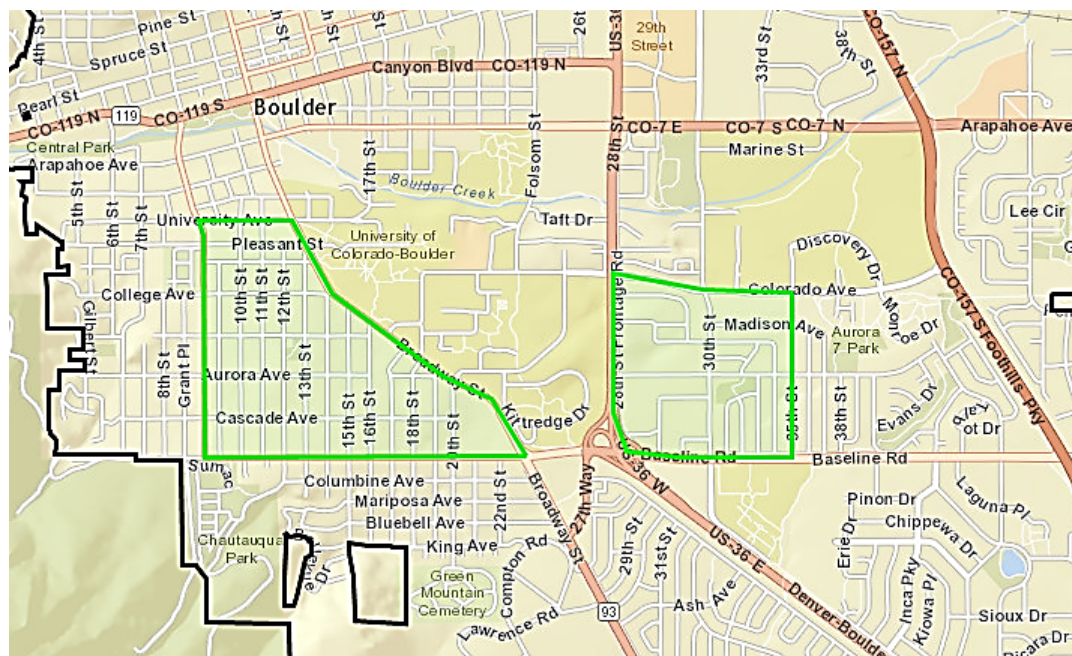 4th St
Pine St
Spruce St
Pearl St
CO-119 N
119
CO-119 S
Boulder
Canyon Blvd
CO-119 N
26th
US-36
29th
Street
33rd St
38th St
CO-157 N
CO-7 E
CO-7 S
CO-7 N
Arapahoe Ave
Marine St
Central Park
Arapahoe Ave
17th St
Folsom St
28th St
Boulder Creek
5th St
6th St
7th St
University Ave
Pleasant St
University of
Colorado-Boulder
Taft Dr
Lee Cir
Discovery Dr
College Ave
10th St
11th St
12th St
28th St Frontage Rd
Colorado Ave
Monroe Dr
CO-157 S Foothills Pky
Gilbert St
Madison Ave
30th St
Aurora
7 Park
8th St
Grant Pl
13th St
Broadway St
Aurora Ave
Cascade Ave
15th St
16th St
18th St
20th St
Kittredge Dr
35th St
38th St
Evans Dr
Sumac
US-36 W
Baseline Rd
Baseline Rd
Columbine Ave
Mariposa Ave
Bluebell Ave
22nd St
Broadway St
27th Way
Pinon Dr
Laguna Pl
Chippewa Dr
Chautauqua
Park
King Ave
29th St
31st St
US-36 E
Erie Dr
Green
Mountain
Cemetery
Compton Rd
Ash Ave
Denver-Boulder
Inca Pky
Kiowa Pl
Sioux Dr
93
Lawrence Rd